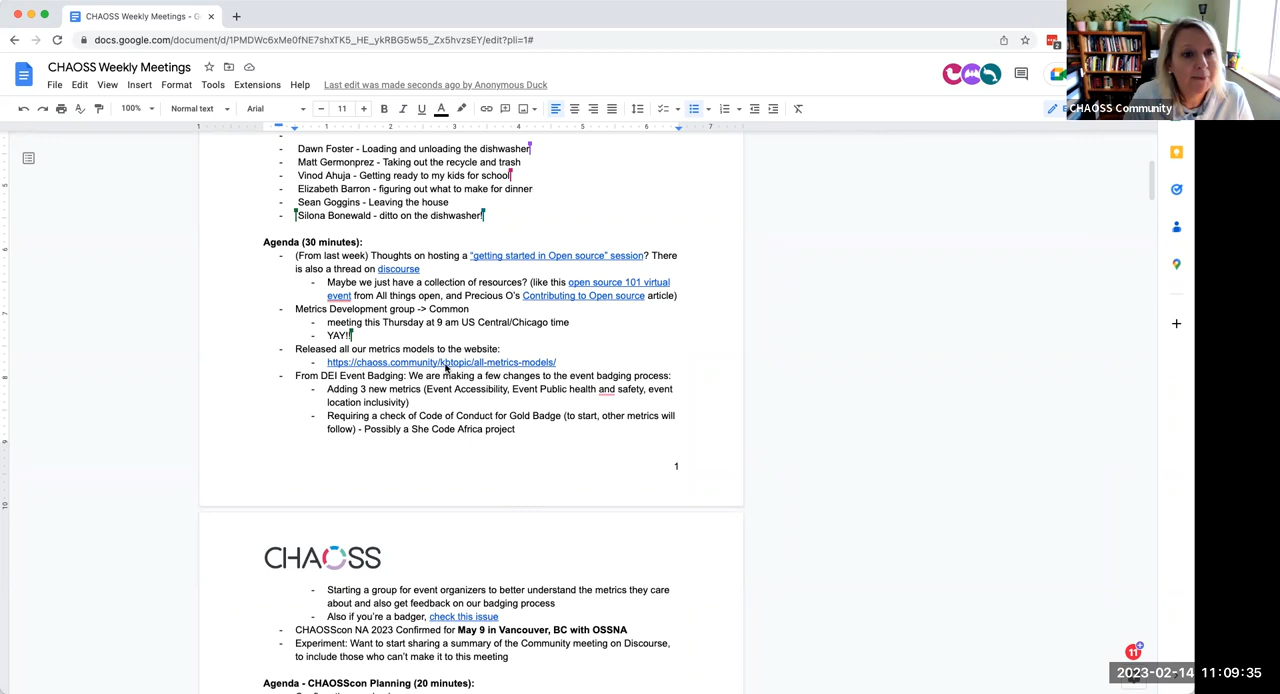 CHAOSS Weekly Meetings - G
docs.google.com/document/d/1PMDWc6xMe0fNE7shxTK5_HE_ykRBG5w55_Zx5hvzsEY/edit?pli=1#
2
CHAOSS Weekly Meetings
File Edit View Insert Format Tools Extensions Help Last edit was made seconds ago by Anonymous Duck
CHAOSS Community
100% Normal text Arial 11
1 1 2 3 4 5 6 7
- Dawn Foster - Loading and unloading the dishwasher
- Matt Germonprez - Taking out the recycle and trash
- Vinod Ahuja - Getting ready to my kids for school
- Elizabeth Barron - figuring out what to make for dinner
- Sean Goggins - Leaving the house
- Silona Bonewald - ditto on the dishwasher!
Agenda (30 minutes):
- (From last week) Thoughts on hosting a “getting started in Open source” session? There
is also a thread on discourse
- Maybe we just have a collection of resources? (like this open source 101 virtual
event from All things open, and Precious O’s Contributing to Open source article)
- Metrics Development group -> Common
- meeting this Thursday at 9 am US Central/Chicago time
- YAY!!
- Released all our metrics models to the website:
- https://chaoss.community/kbtopic/all-metrics-models/
- From DEI Event Badging: We are making a few changes to the event badging process:
- Adding 3 new metrics (Event Accessibility, Event Public health and safety, event
location inclusivity)
- Requiring a check of Code of Conduct for Gold Badge (to start, other metrics will
follow) - Possibly a She Code Africa project
1
CHAOSS
- Starting a group for event organizers to better understand the metrics they care
about and also get feedback on our badging process
- Also if you're a badger, check this issue
- CHAOSScon NA 2023 Confirmed for May 9 in Vancouver, BC with OSSNA
- Experiment: Want to start sharing a summary of the Community meeting on Discourse,
to include those who can't make it to this meeting
Agenda - CHAOSScon Planning (20 mins):
11
2023-02-14 11:09:35